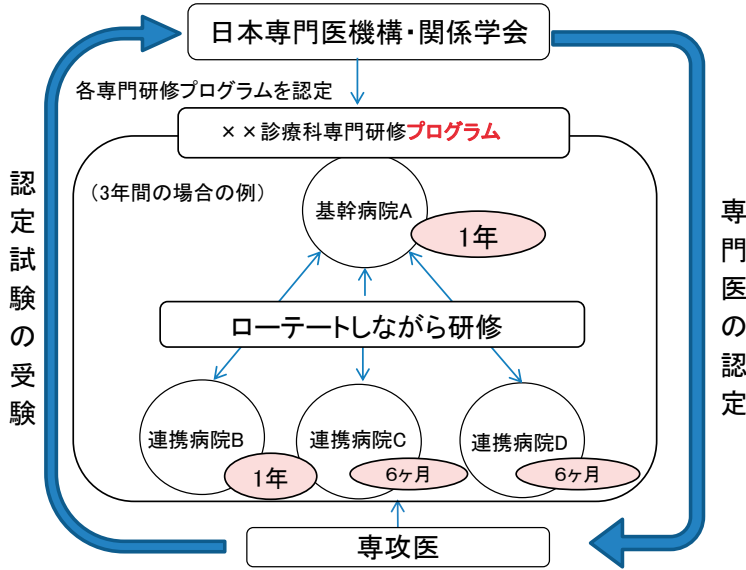 日本専門医機構・関係学会
各専門研修プログラムを認定
××診療科専門研修プログラム
(3年間の場合の例)
基幹病院A
1年
ローテートしながら研修
連携病院B
1年
連携病院C
6ヶ月
連携病院D
6ヶ月
専攻医
認定試験の受験
専門医の認定